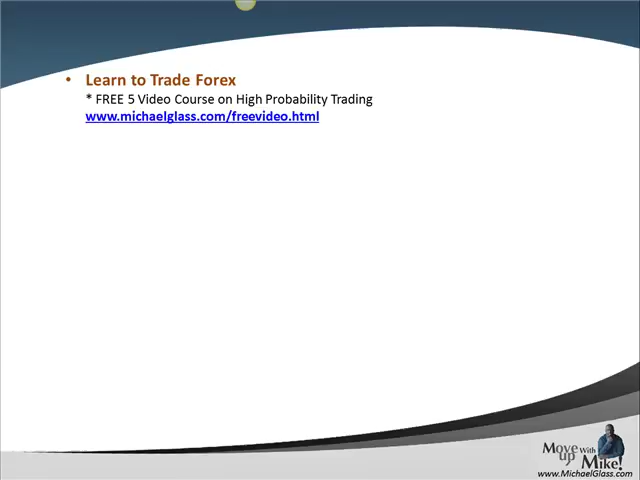 • Learn to Trade Forex
* FREE 5 Video Course on High Probability Trading
www.michaelglass.com/freevideo.html
Move up With Mike!
www.MichaelGlass.com